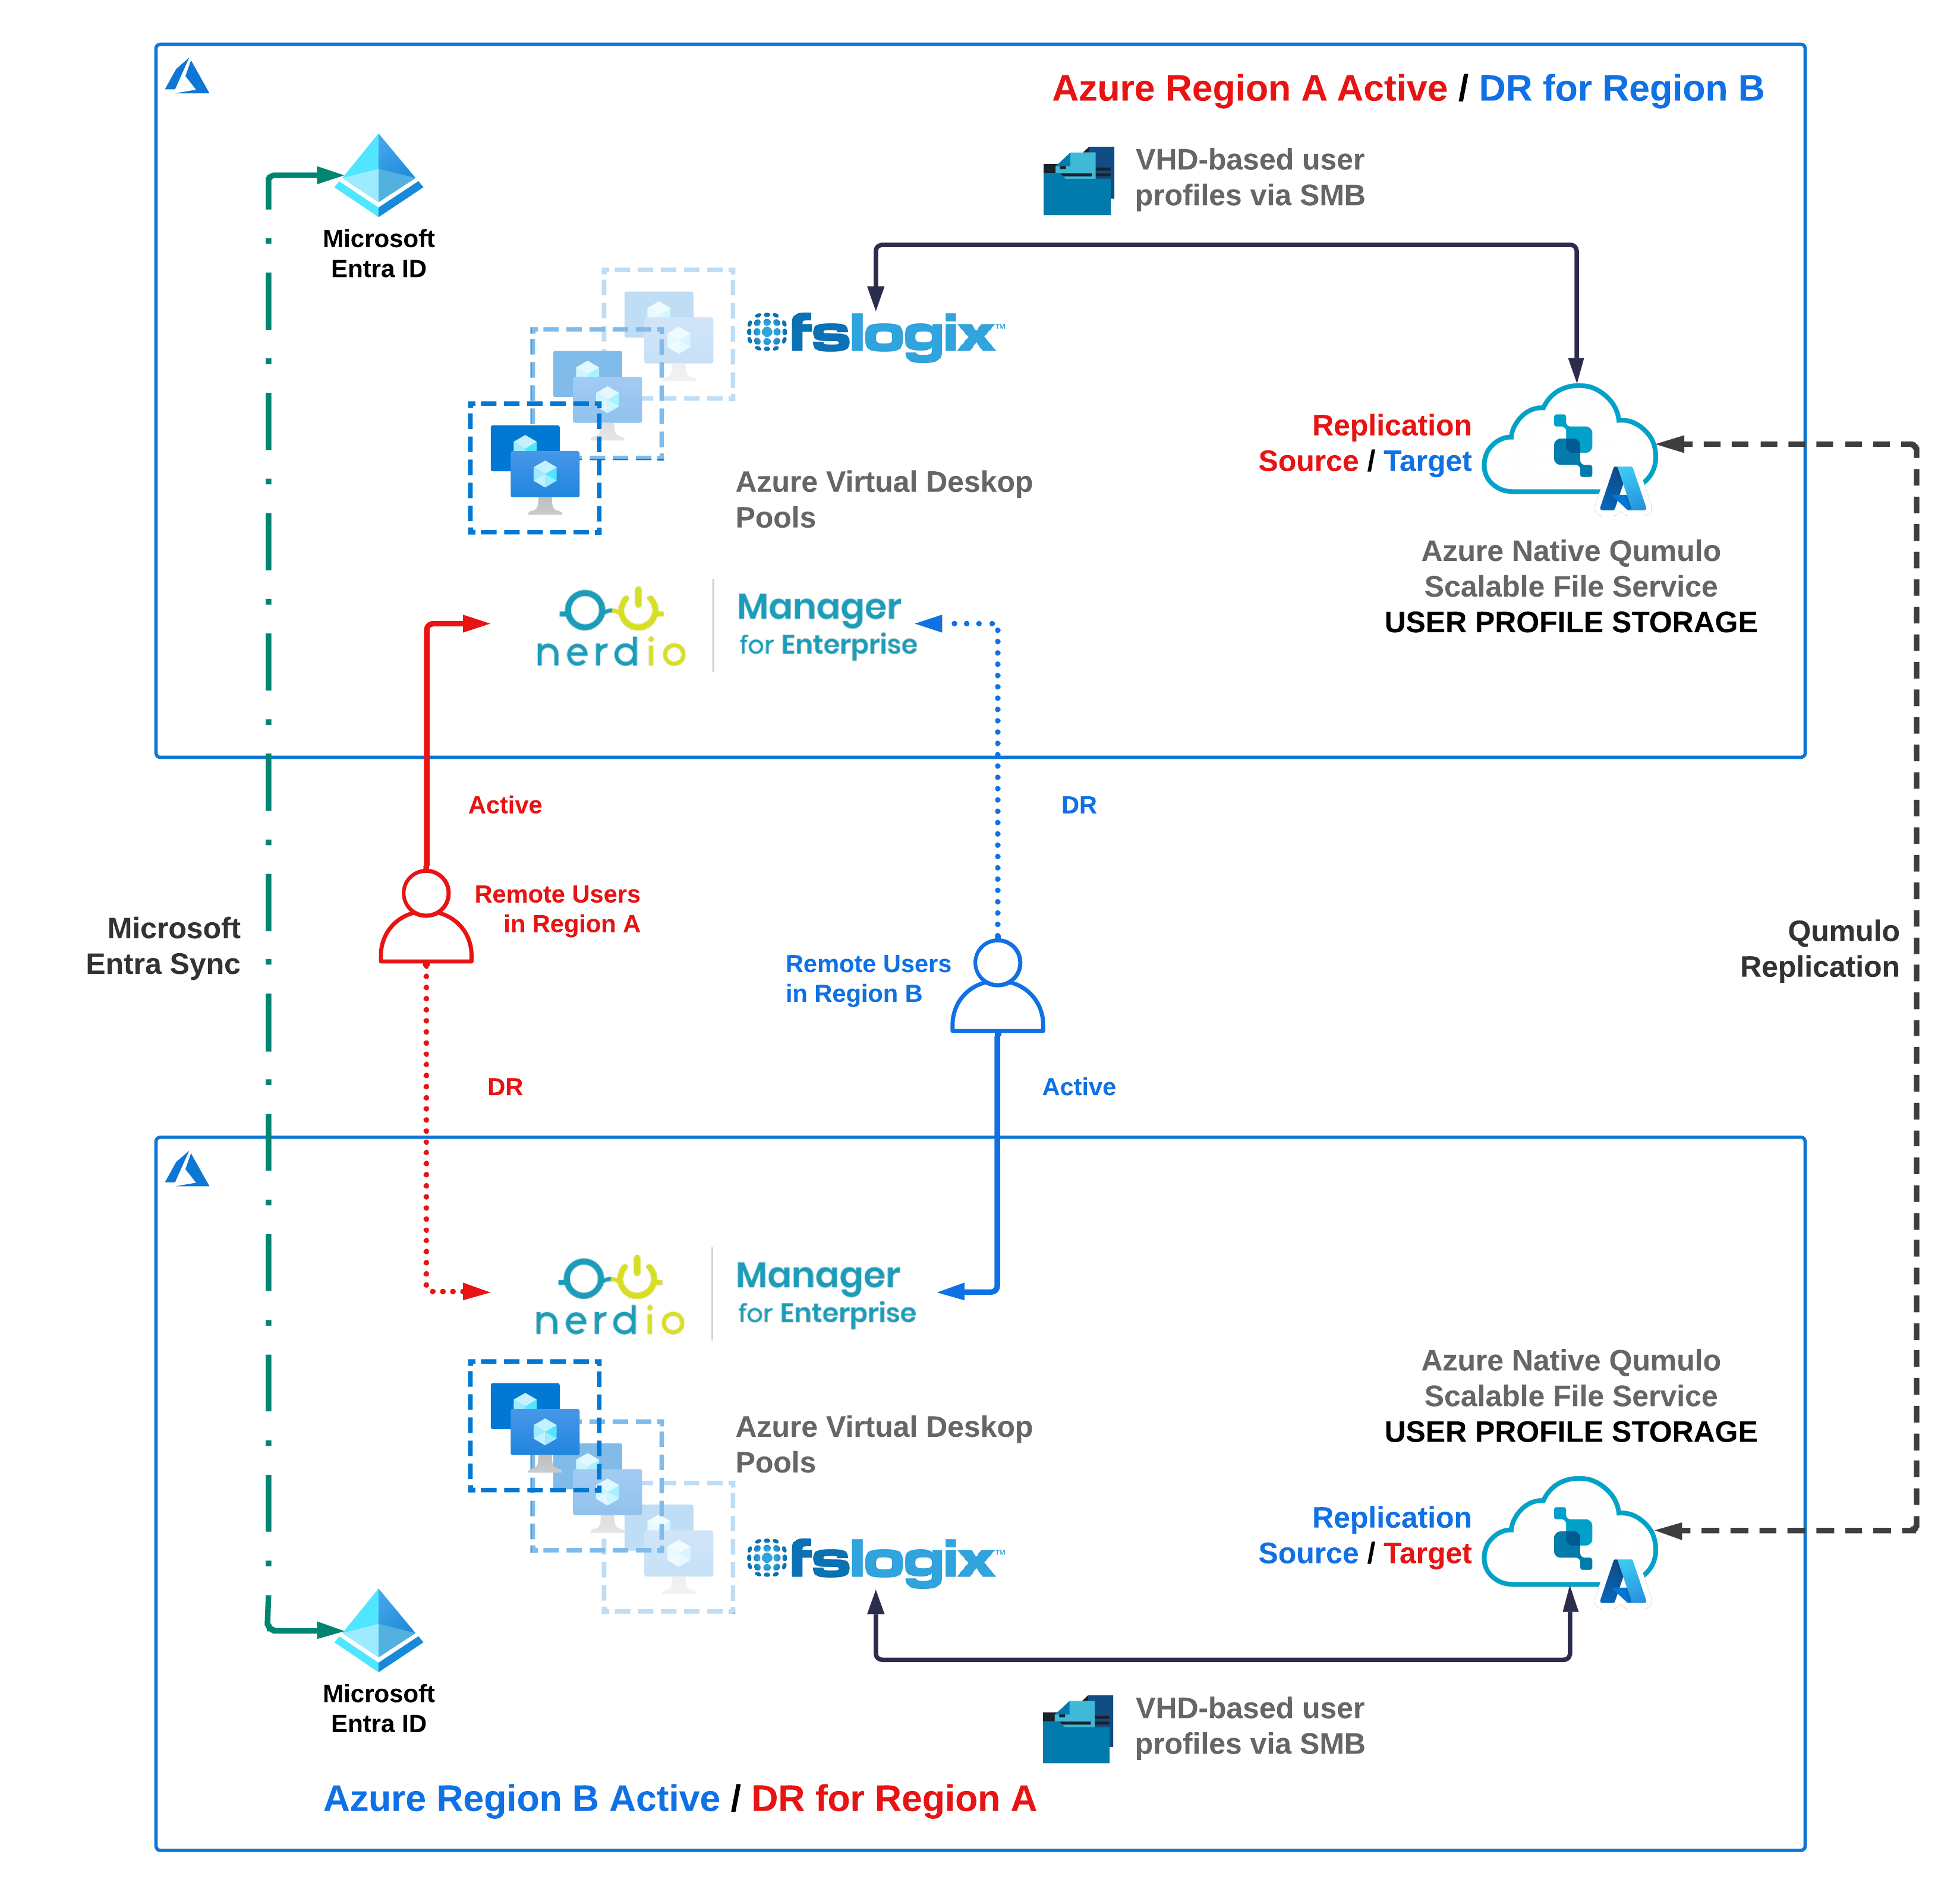 Azure Region A Active / DR for Region B
VHD-based user
profiles via SMB
Microsoft
Entra ID
fslogix™
Replication
Source / Target
Azure Virtual Deskop
Pools
Azure Native Qumulo
Scalable File Service
USER PROFILE STORAGE
nerdio
Manager
for Enterprise
Active
DR
Remote Users
in Region A
Microsoft
Entra Sync
Remote Users
in Region B
Qumulo
Replication
DR
Active
nerdio
Manager
for Enterprise
Azure Native Qumulo
Scalable File Service
USER PROFILE STORAGE
Azure Virtual Deskop
Pools
Replication
Source / Target
fslogix™
Microsoft
Entra ID
VHD-based user
profiles via SMB
Azure Region B Active / DR for Region A